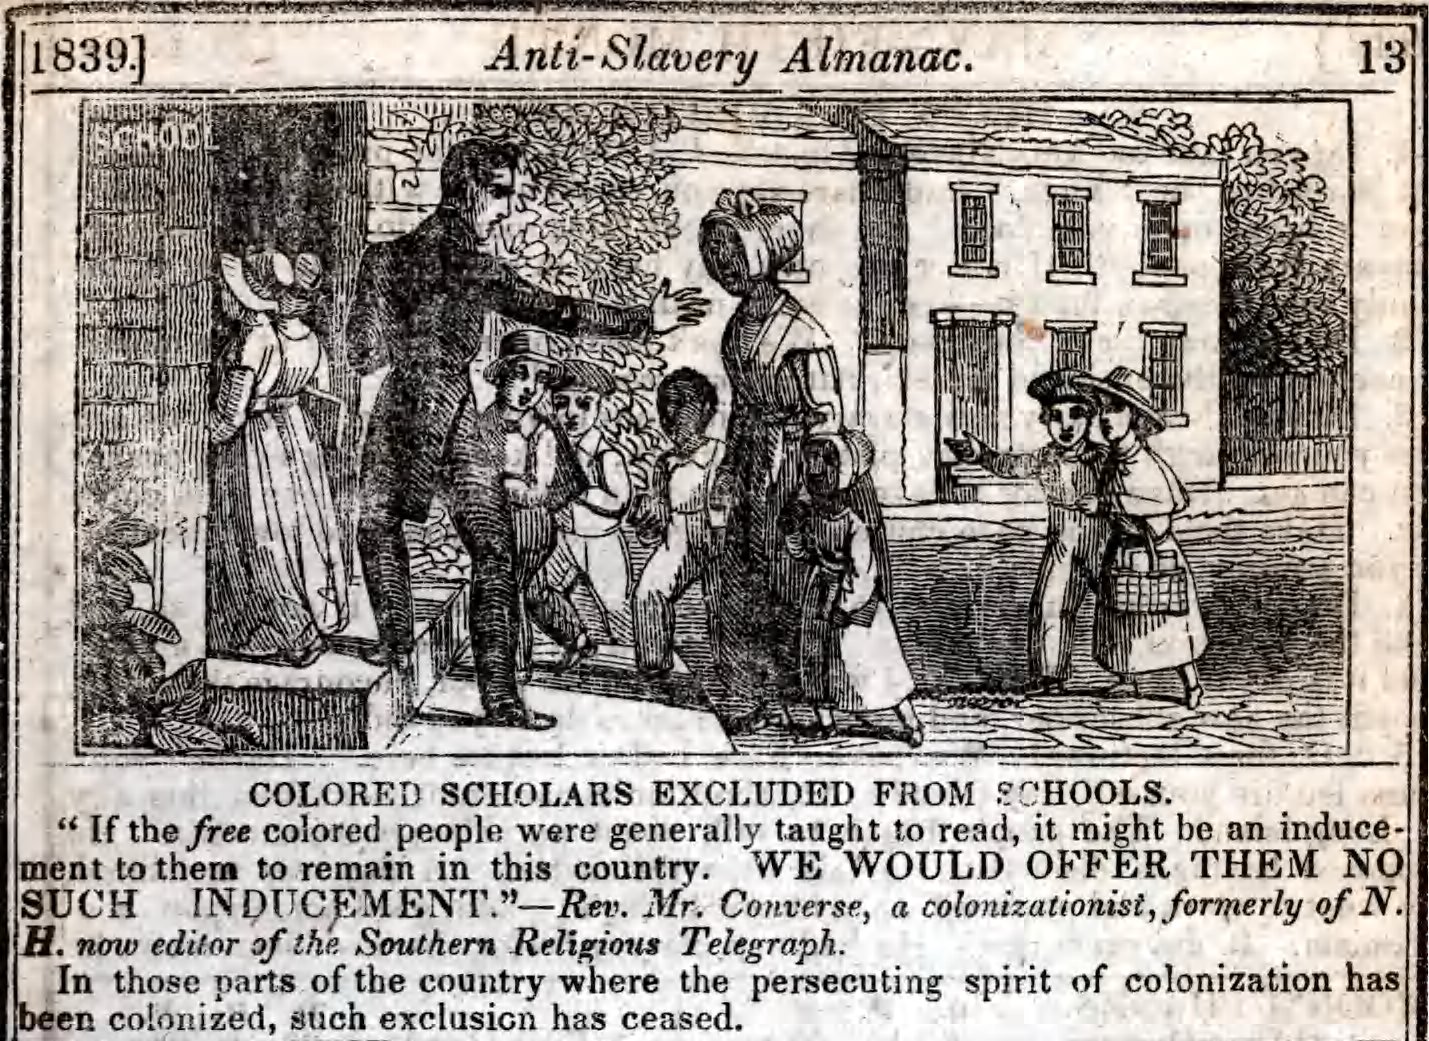 1839.]
Anti-Slavery Almanac.
13
SCHOOL
COLORED SCHOLARS EXCLUDED FROM SCHOOLS.
“ If the free colored people were generally taught to read, it might be an induce-
ment to them to remain in this country. WE WOULD OFFER THEM NO
SUCH INDUCEMENT.”—Rev. Mr. Converse, a colonizationist, formerly of N.
H. now editor of the Southern Religious Telegraph.
In those parts of the country where the persecuting spirit of colonization has
been colonized, such exclusion has ceased.